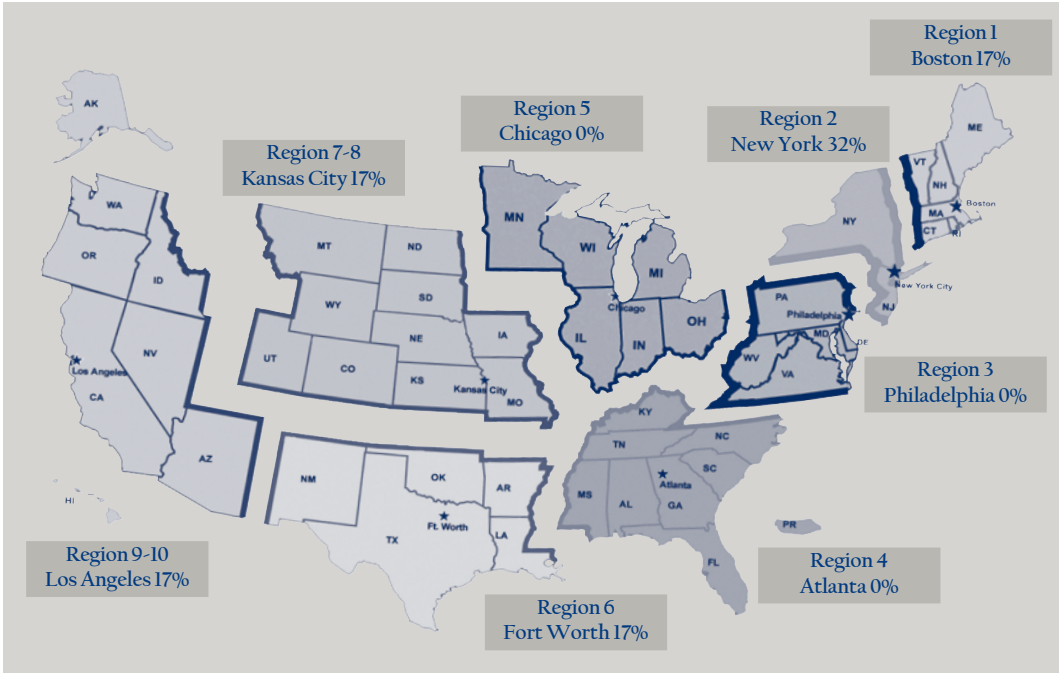 Region 1
Boston 17%
Region 5
Chicago 0%
Region 2
New York 32%
Region 7-8
Kansas City 17%
AK
ME
VT
NH
MA
Boston
CT
RI
NY
New York City
NJ
WA
OR
ID
NV
Los Angeles
CA
AZ
HI
MT
ND
WY
SD
NE
IA
UT
CO
KS
Kansas City
MO
MN
WI
MI
Chicago
IL
IN
OH
PA
Philadelphia
MD
DE
WV
VA
Region 3
Philadelphia 0%
KY
TN
NC
SC
Atlanta
MS
AL
GA
FL
PR
NM
OK
AR
Ft. Worth
TX
LA
Region 9-10
Los Angeles 17%
Region 4
Atlanta 0%
Region 6
Fort Worth 17%